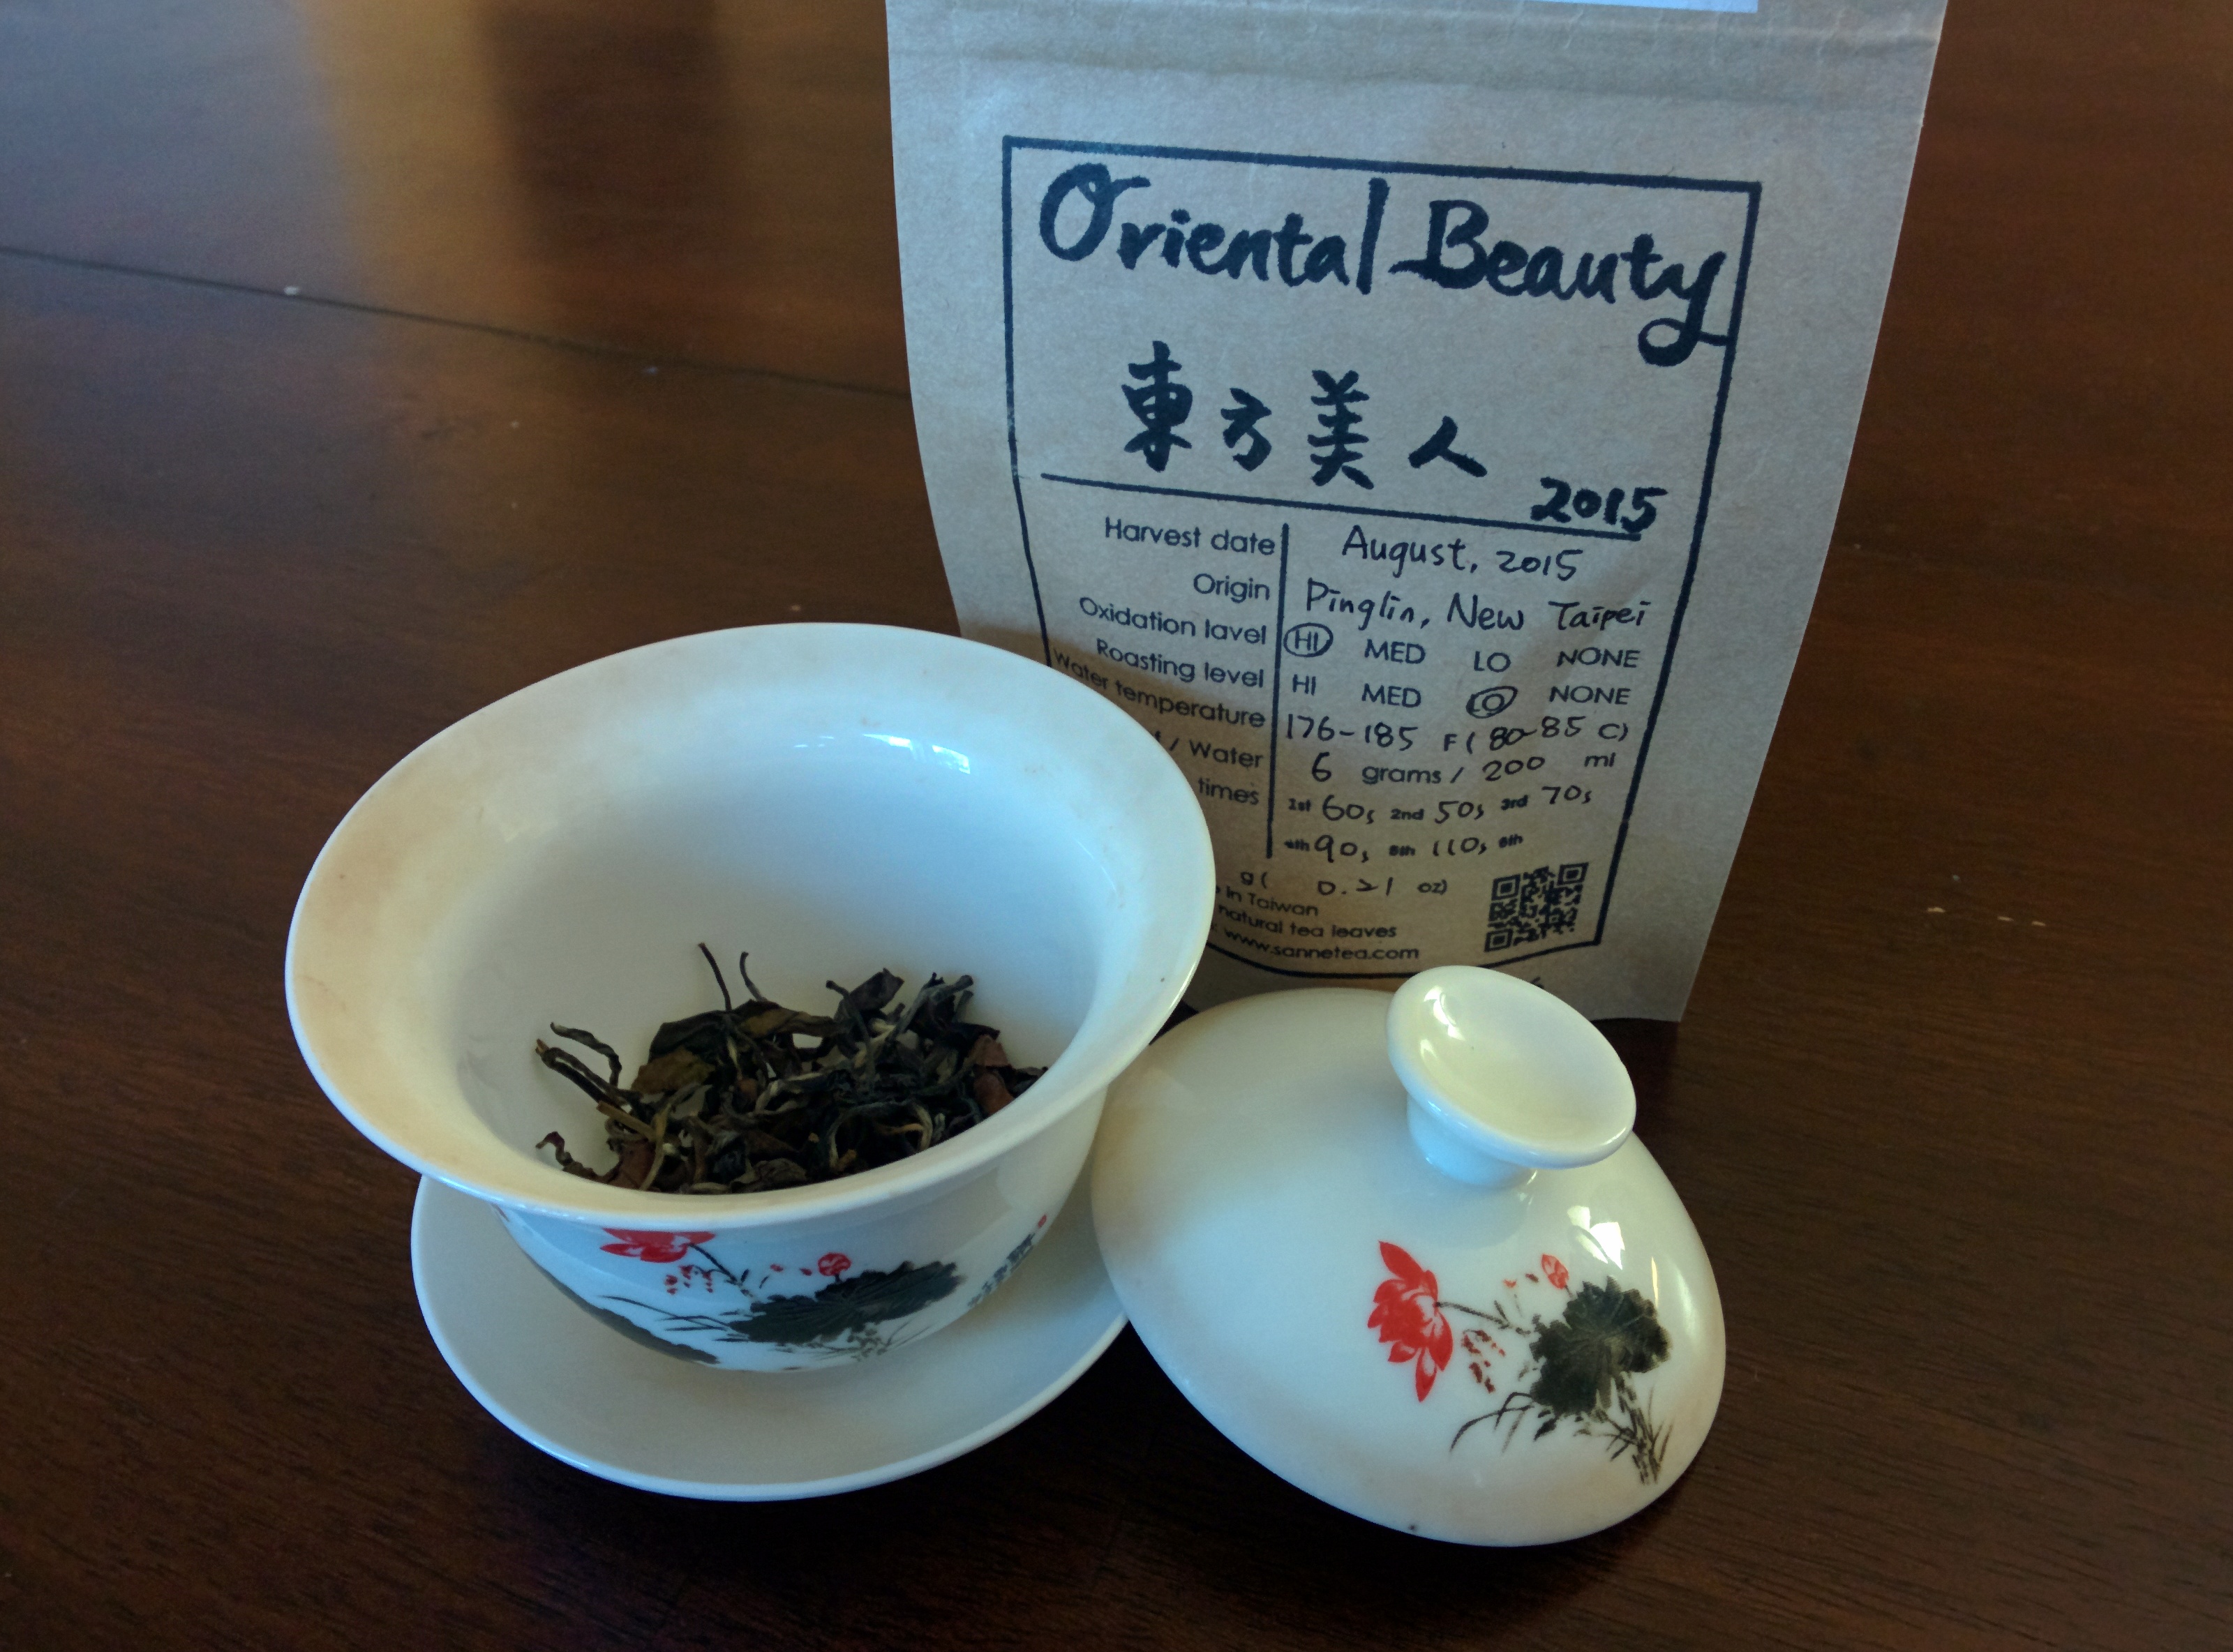 Oriental Beauty
東方美人
2015
Harvest date August, 2015
Origin Pinglin, New Taipei
Oxidation lavel HI MED LO NONE
Roasting level HI MED LO NONE
Water temperature 176-185 F (80-85 C)
/ Water 6 grams / 200 ml
times 1st 60s 2nd 50s 3rd 70s
4th 90s 5th 110s 6th
g ( 0.21 oz)
in Taiwan
natural tea leaves
www.sannetea.com